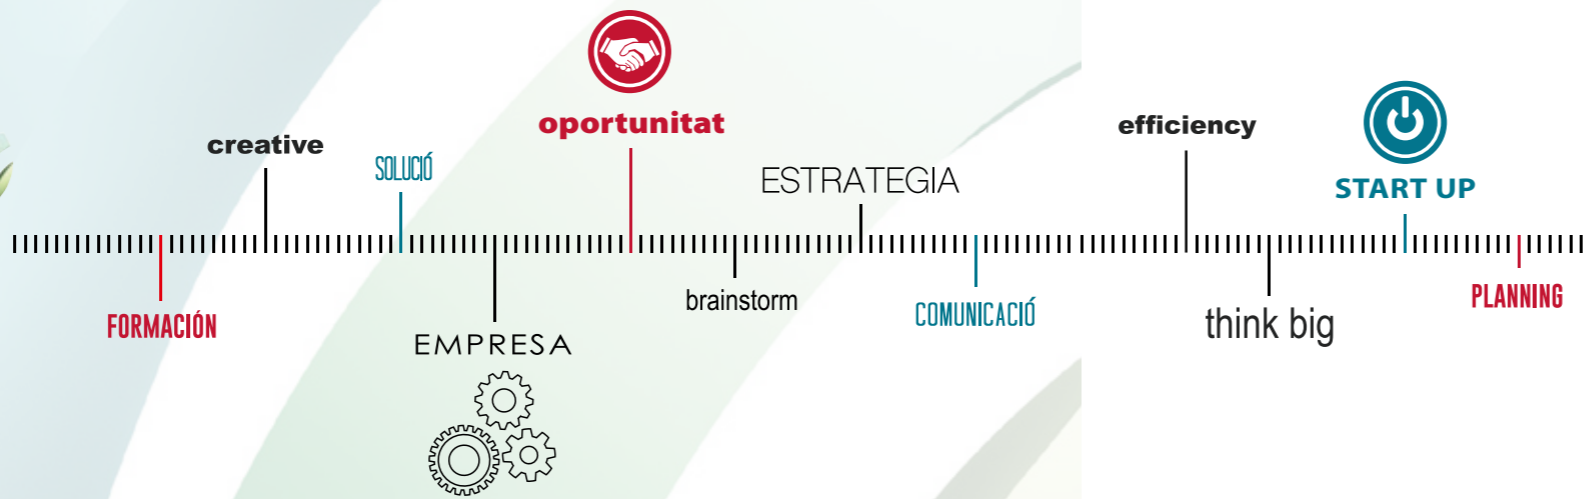 FORMACIÓN
creative
SOLUCIÓ
EMPRESA
oportunitat
brainstorm
ESTRATEGIA
COMUNICACIÓ
efficiency
think big
START UP
PLANNING